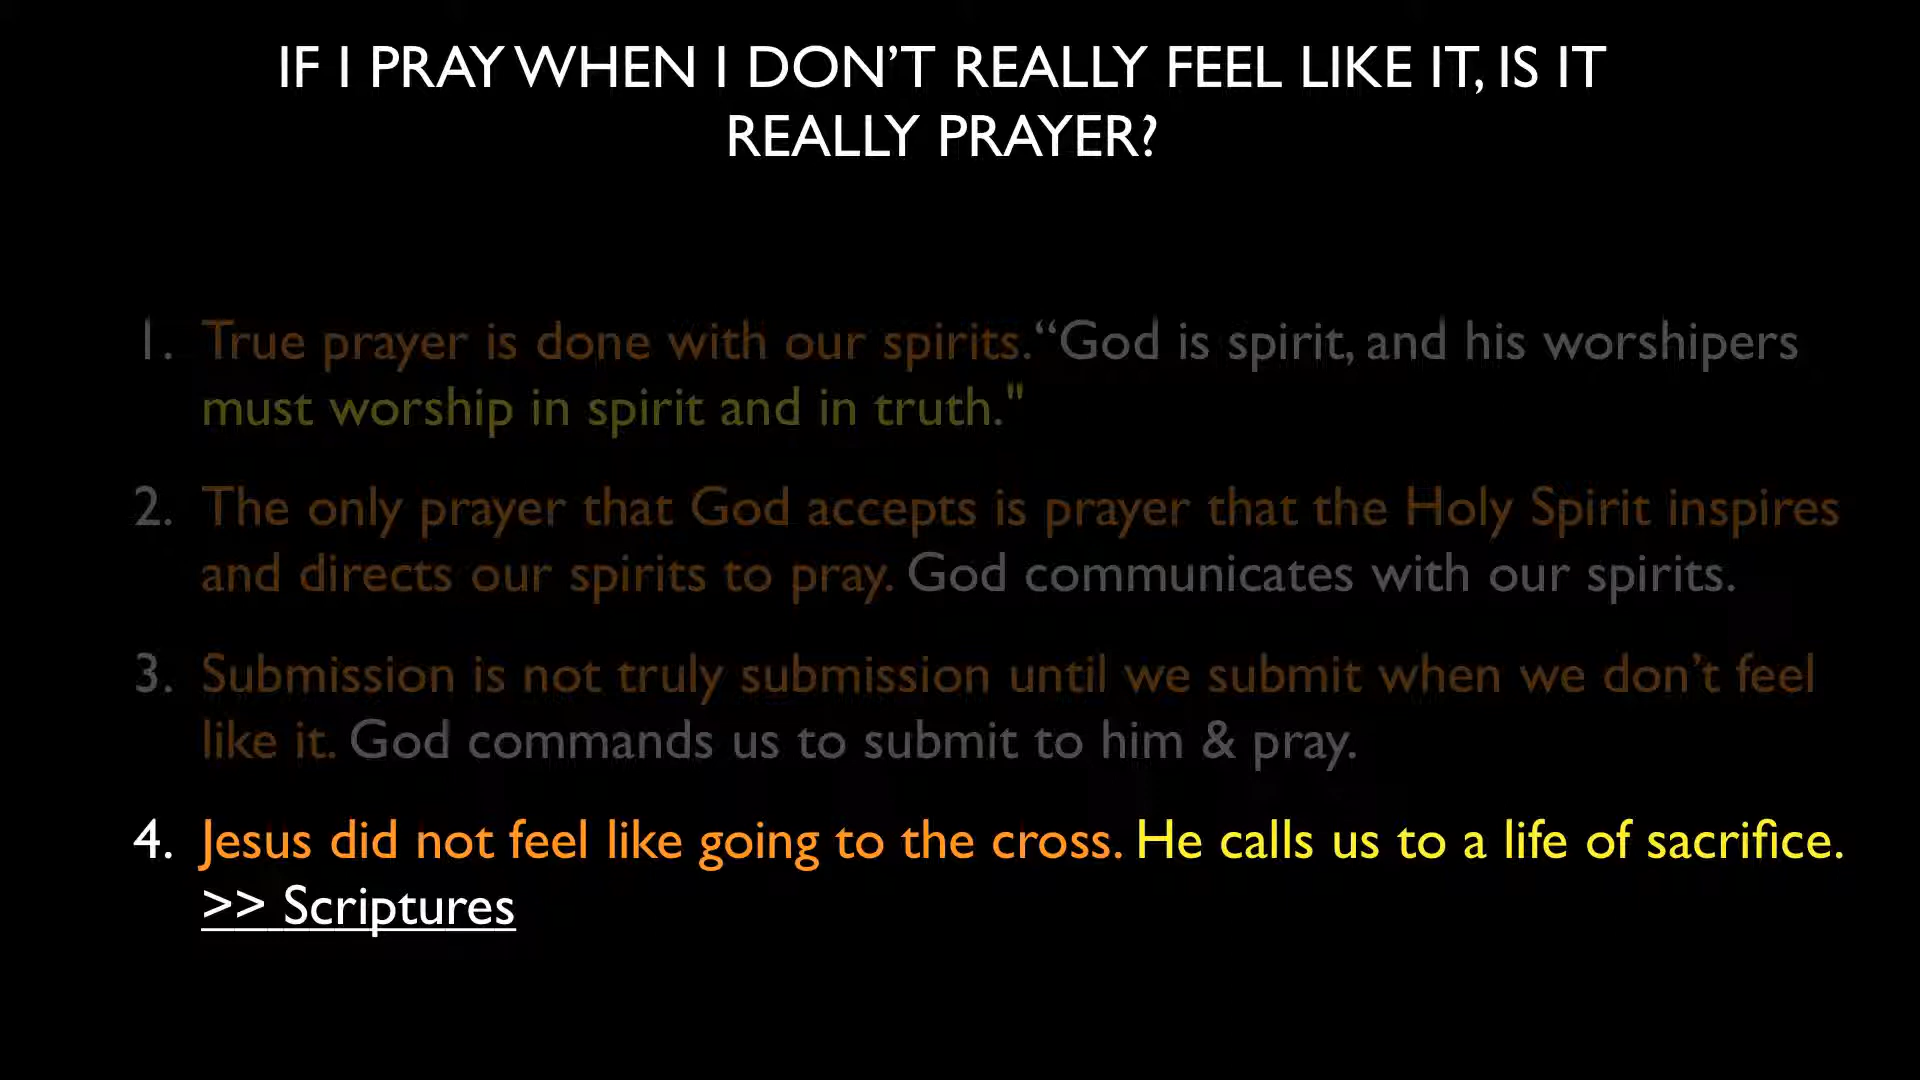 IF I PRAY WHEN I DON’T REALLY FEEL LIKE IT, IS IT
REALLY PRAYER?
1. True prayer is done with our spirits. “God is spirit, and his worshipers
must worship in spirit and in truth."
2. The only prayer that God accepts is prayer that the Holy Spirit inspires
and directs our spirits to pray. God communicates with our spirits.
3. Submission is not truly submission until we submit when we don’t feel
like it. God commands us to submit to him & pray.
4. Jesus did not feel like going to the cross. He calls us to a life of sacrifice.
>> Scriptures